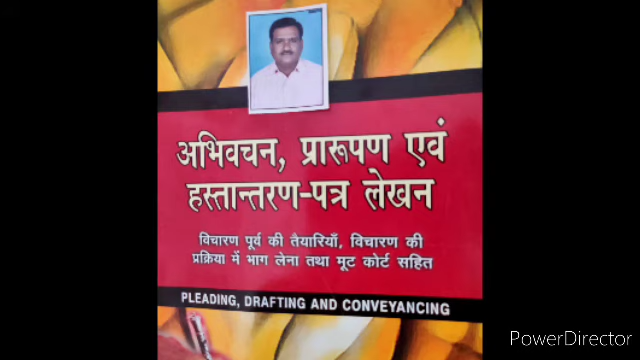 अभिवचन, प्रारूपण एवं
हस्तान्तरण-पत्र लेखन
विचारण पूर्व की तैयारियाँ, विचारण की
प्रक्रिया में भाग लेना तथा मूट कोर्ट सहित
PLEADING, DRAFTING AND CONVEYANCING
PowerDirector